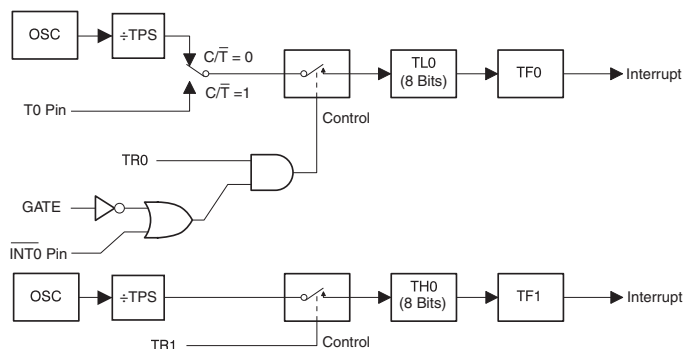 OSC
÷TPS
C/T̅ = 0
C/T̅ =1
T0 Pin
TL0
(8 Bits)
TF0
Interrupt
Control
TR0
GATE
I̅N̅T̅0̅ Pin
OSC
÷TPS
TH0
(8 Bits)
TF1
Interrupt
TR1
Control